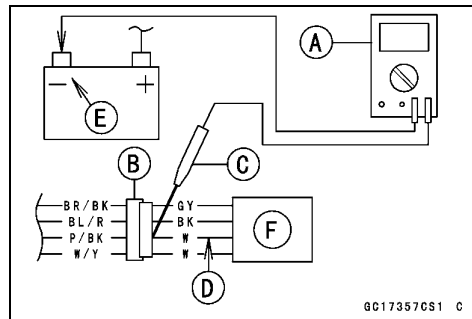 A
− +
E
B
C
BR/BK GY
BL/R BK
P/BK W
W/Y W
F
D
GC17357CS1 C